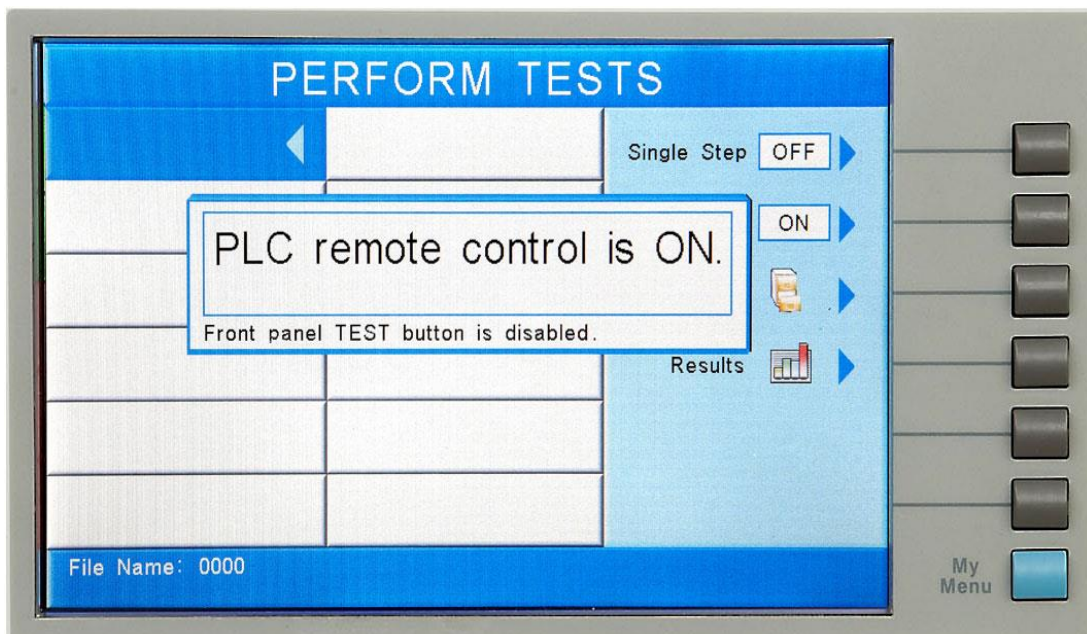 PERFORM TESTS
Single Step OFF
ON
PLC remote control is ON.
Front panel TEST button is disabled.
Results
File Name: 0000
My
Menu